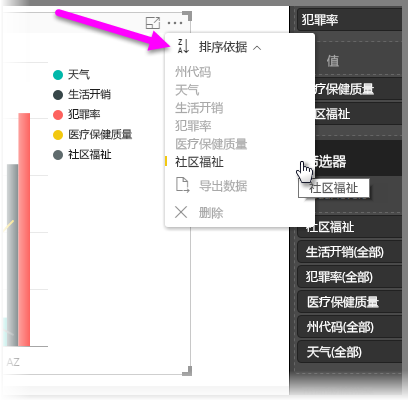 犯罪率
排序依据
值
天气
生活开销
犯罪率
医疗保健质量
社区福祉
州代码
天气
生活开销
犯罪率
医疗保健质量
社区福祉
导出数据
删除
疗保健质量
区福祉
筛选器
社区福祉
社区福祉
生活开销(全部)
犯罪率(全部)
医疗保健质量
州代码(全部)
天气(全部)
AZ